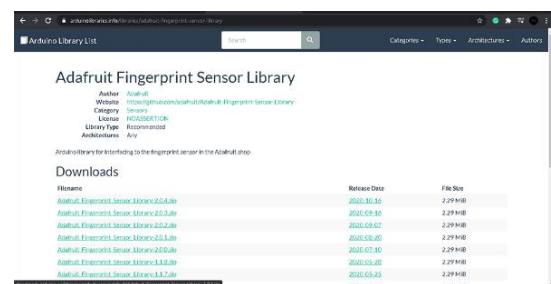 arduinolibraries.info/libraries/adafruit-fingerprint-sensor-library
Arduino Library List
Search
Categories
Types
Architectures
Authors
Adafruit Fingerprint Sensor Library
Author Adafruit
Website https://github.com/adafruit/Adafruit-Fingerprint-Sensor-Library
Category Sensors
License NOASSERTION
Library Type Recommended
Architectures Any
Arduino library for interfacing to the fingerprint sensor in the Adafruit shop
Downloads
Filename Release Date File Size
Adafruit_Fingerprint_Sensor_Library-2.0.4.zip 2020-10-16 2.29 MiB
Adafruit_Fingerprint_Sensor_Library-2.0.3.zip 2020-09-16 2.29 MiB
Adafruit_Fingerprint_Sensor_Library-2.0.2.zip 2020-09-07 2.29 MiB
Adafruit_Fingerprint_Sensor_Library-2.0.1.zip 2020-08-20 2.29 MiB
Adafruit_Fingerprint_Sensor_Library-2.0.0.zip 2020-07-10 2.29 MiB
Adafruit_Fingerprint_Sensor_Library-1.1.8.zip 2020-05-28 2.29 MiB
Adafruit_Fingerprint_Sensor_Library-1.1.7.zip 2020-05-25 2.29 MiB